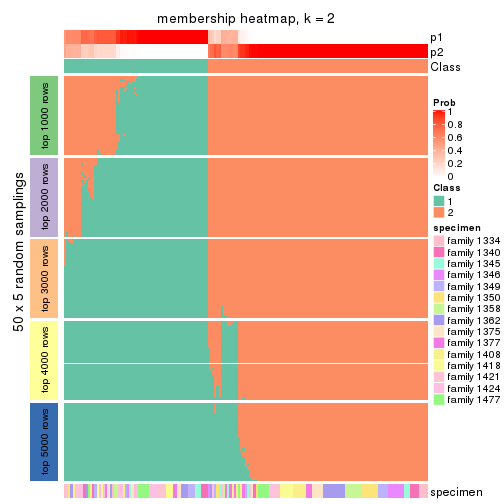 membership heatmap, k = 2
p1
p2
Class
50 x 5 random samplings
top 1000 rows
top 2000 rows
top 3000 rows
top 4000 rows
top 5000 rows
specimen
Prob
1
0.8
0.6
0.4
0.2
0
Class
1
2
specimen
family 1334
family 1340
family 1345
family 1346
family 1349
family 1350
family 1358
family 1362
family 1375
family 1377
family 1408
family 1418
family 1421
family 1424
family 1477